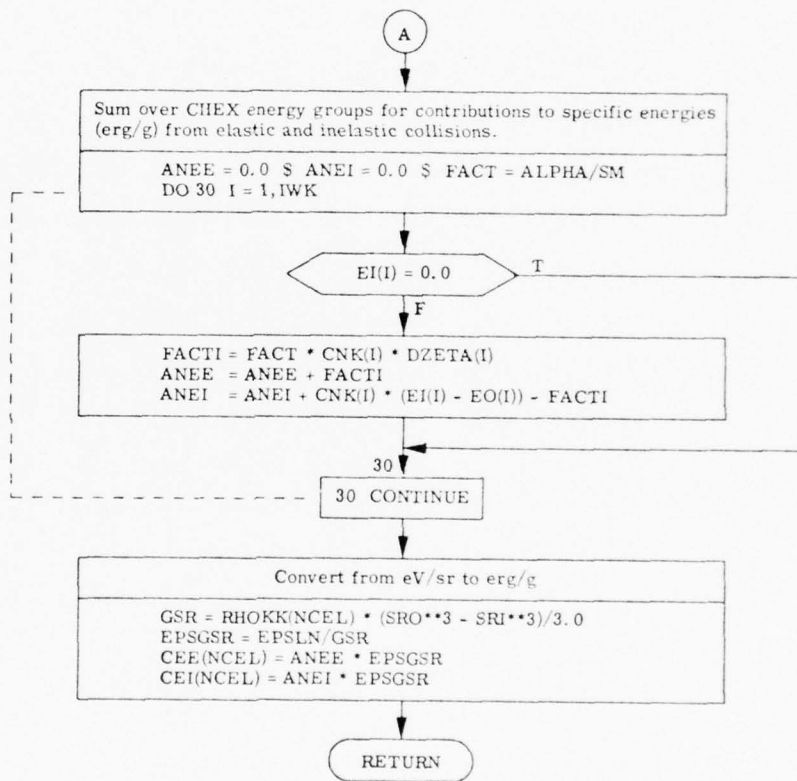 A
Sum over CHEX energy groups for contributions to specific energies
(erg/g) from elastic and inelastic collisions.
ANEE = 0.0 $ ANEI = 0.0 $ FACT = ALPHA/SM
DO 30 I = 1,IWK
EI(I) = 0.0
T
F
FACTI = FACT * CNK(I) * DZETA(I)
ANEE = ANEE + FACTI
ANEI = ANEI + CNK(I) * (EI(I) - EO(I)) - FACTI
30
30 CONTINUE
Convert from eV/sr to erg/g
GSR = RHOKK(NCEL) * (SRO**3 - SRI**3)/3.0
EPSGSR = EPSLN/GSR
CEE(NCEL) = ANEE * EPSGSR
CEI(NCEL) = ANEI * EPSGSR
RETURN